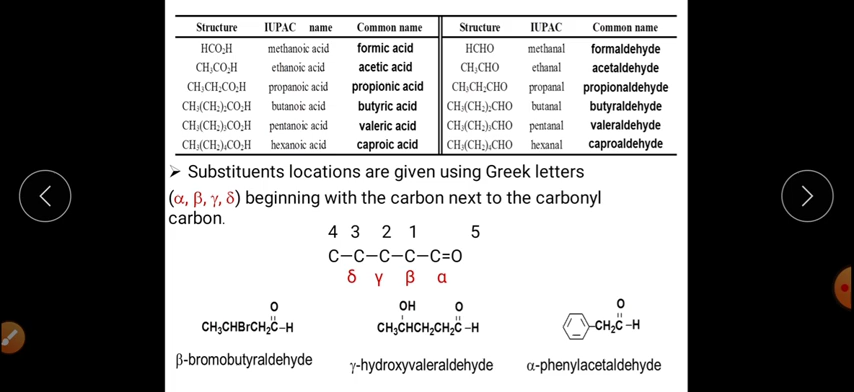 Structure IUPAC name Common name Structure IUPAC Common name
HCO₂H methanoic acid formic acid HCHO methanal formaldehyde
CH₃CO₂H ethanoic acid acetic acid CH₃CHO ethanal acetaldehyde
CH₃CH₂CO₂H propanoic acid propionic acid CH₃CH₂CHO propanal propionaldehyde
CH₃(CH₂)₂CO₂H butanoic acid butyric acid CH₃(CH₂)₂CHO butanal butyraldehyde
CH₃(CH₂)₃CO₂H pentanoic acid valeric acid CH₃(CH₂)₃CHO pentanal valeraldehyde
CH₃(CH₂)₄CO₂H hexanoic acid caproic acid CH₃(CH₂)₄CHO hexanal caproaldehyde
➢ Substituents locations are given using Greek letters
(α, β, γ, δ) beginning with the carbon next to the carbonyl
carbon.
4 3 2 1 5
C–C–C–C–C=O
δ γ β α
O OH O O
CH₃CHBrCH₂C–H CH₃CHCH₂CH₂C–H –CH₂C–H
β-bromobutyraldehyde γ-hydroxyvaleraldehyde α-phenylacetaldehyde